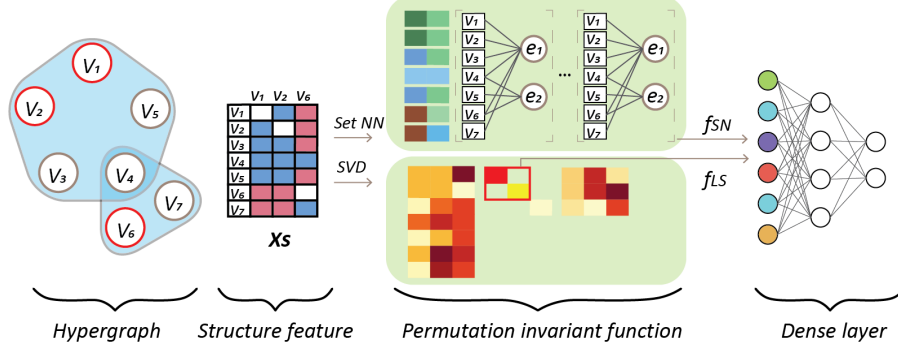 V1
V2
V5
V3
V4
V7
V6
V1 V2 V6
V1
V2
V3
V4
V5
V6
V7
Xs
Set NN
SVD
V1
V2
V3
V4
V5
V6
V7
e1
e2
...
V1
V2
V3
V4
V5
V6
V7
e1
e2
fSN
fLS
Hypergraph
Structure feature
Permutation invariant function
Dense layer